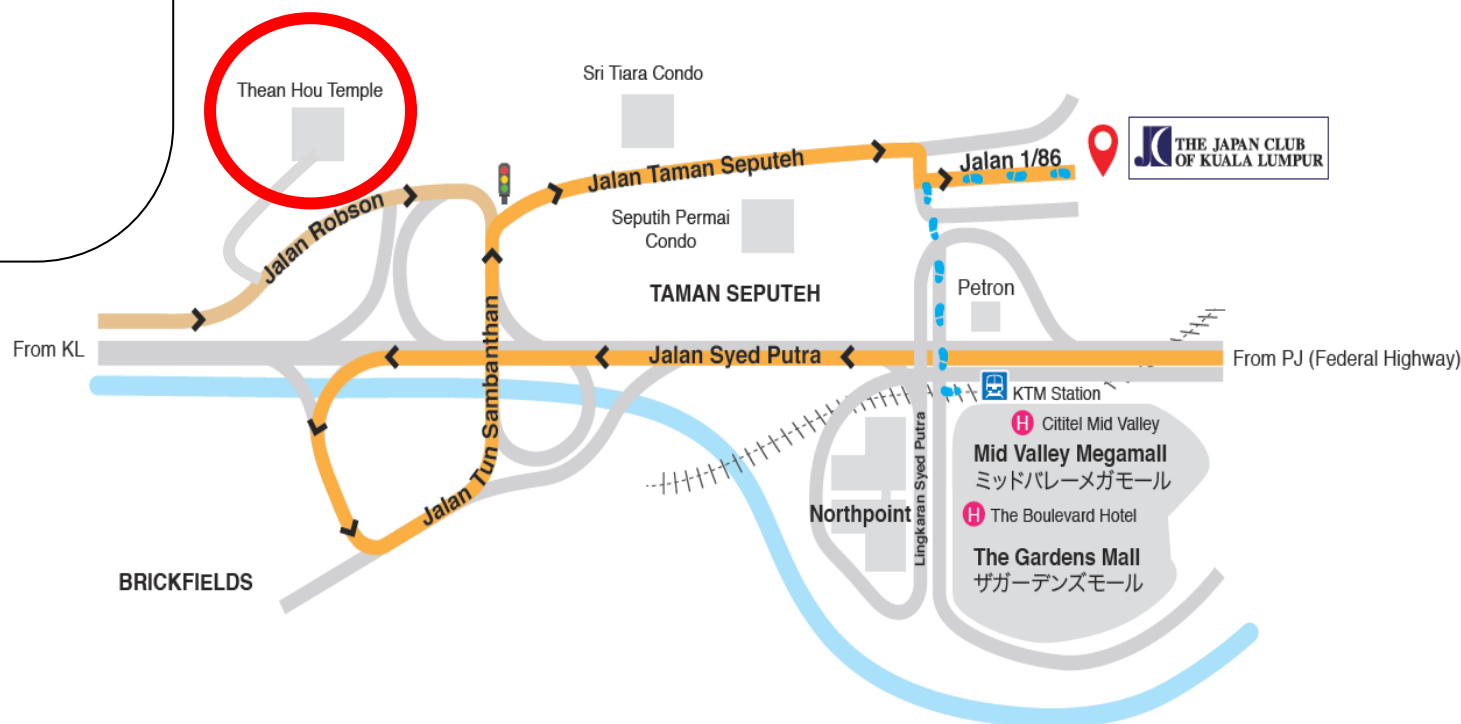 Thean Hou Temple
Sri Tiara Condo
THE JAPAN CLUB
OF KUALA LUMPUR
Jalan 1/86
Jalan Taman Seputeh
Jalan Robson
Seputih Permai
Condo
TAMAN SEPUTEH
Petron
From KL
Jalan Syed Putra
From PJ (Federal Highway)
Jalan Tun Sambanthan
KTM Station
H Cititel Mid Valley
Mid Valley Megamall
ミッドバレーメガモール
Lingkaran Syed Putra
Northpoint
H The Boulevard Hotel
The Gardens Mall
ザガーデンズモール
BRICKFIELDS